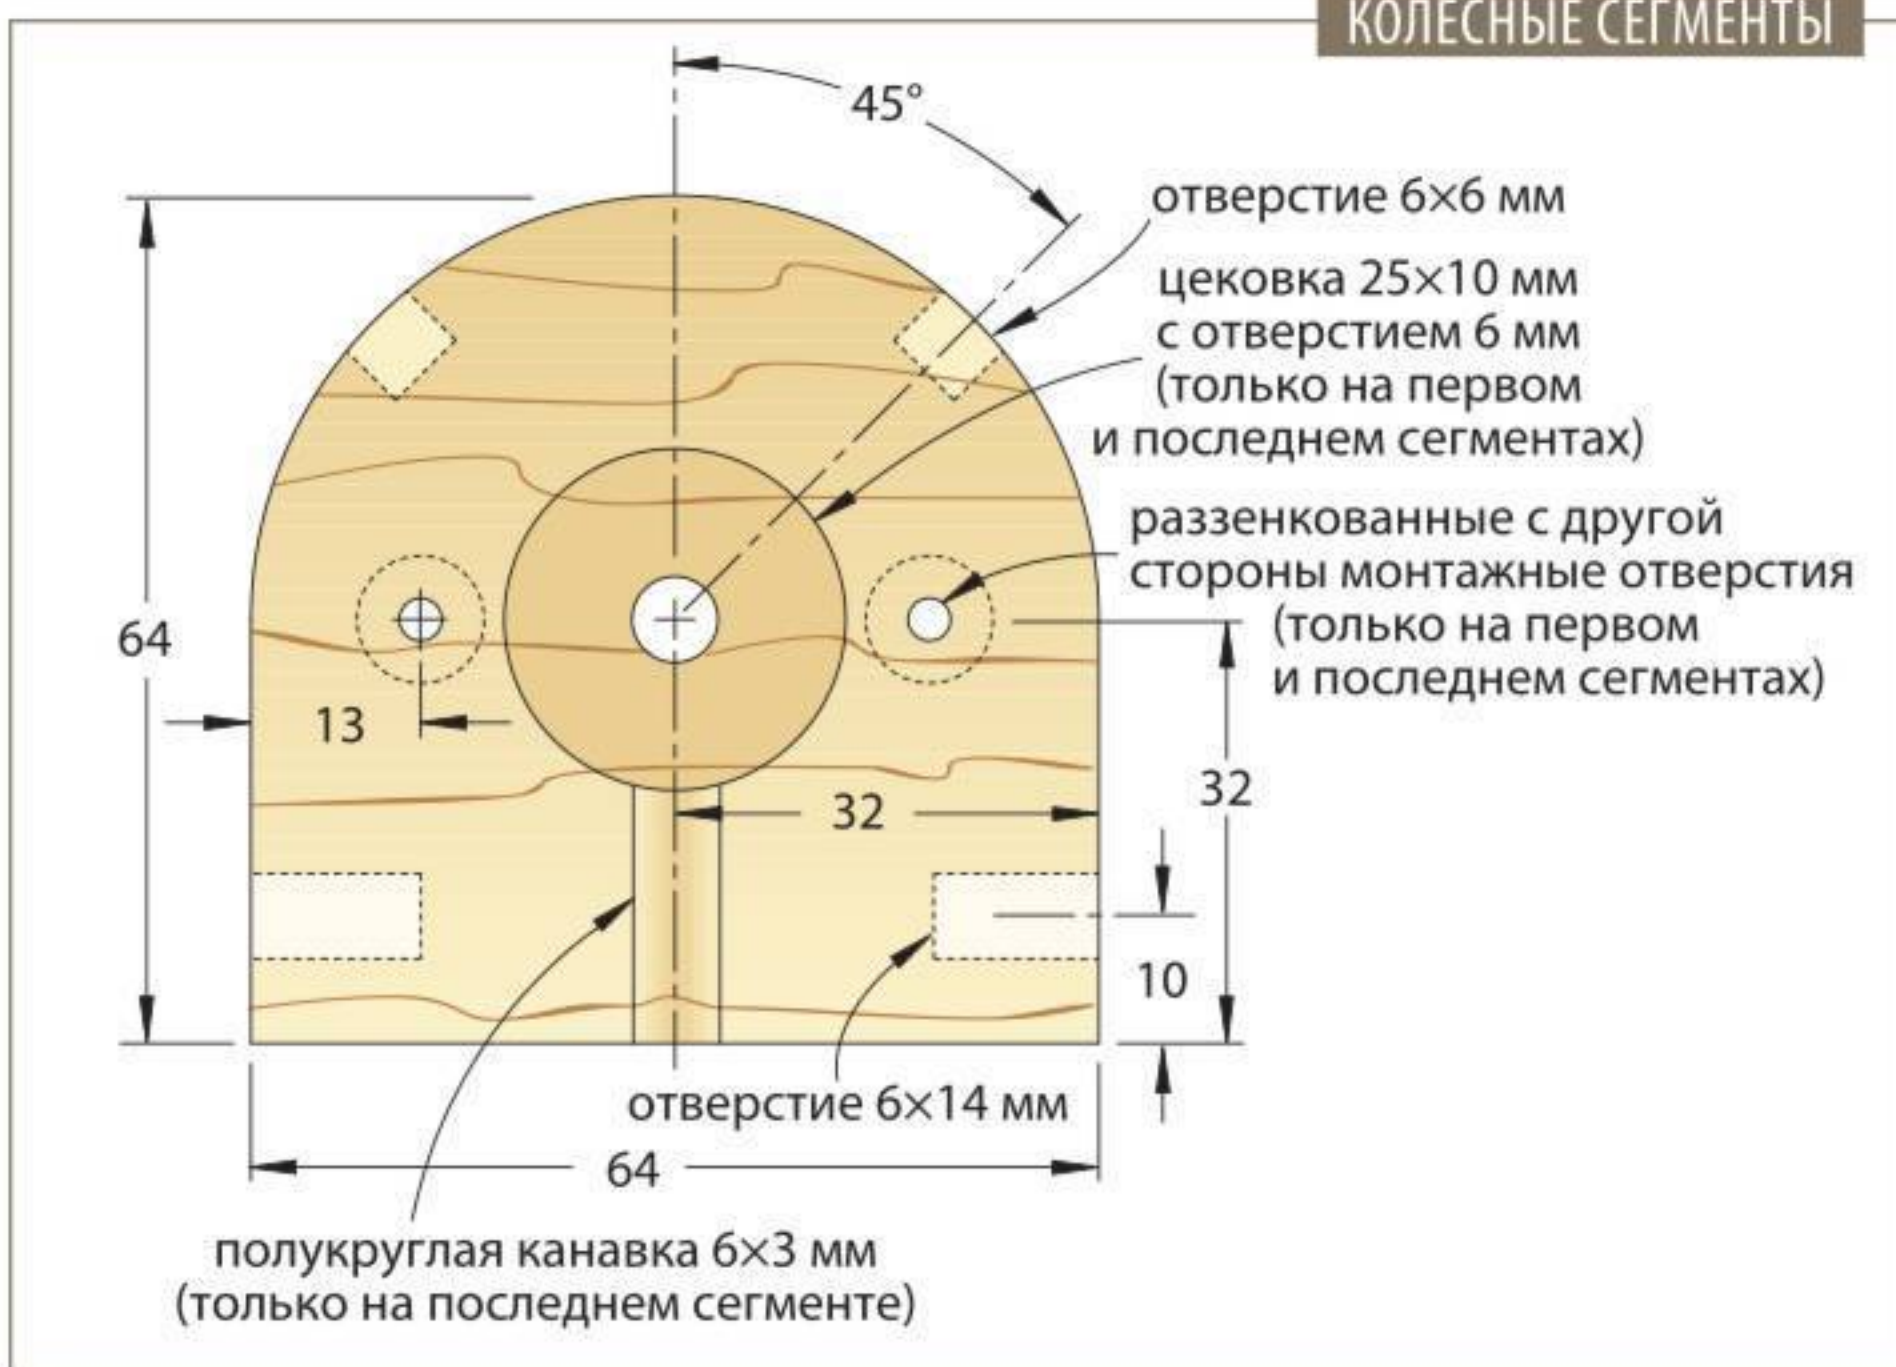 КОЛЕСНЫЕ СЕГМЕНТЫ
45°
отверстие 6×6 мм
цековка 25×10 мм
с отверстием 6 мм
(только на первом
и последнем сегментах)
раззенкованные с другой
стороны монтажные отверстия
(только на первом
и последнем сегментах)
64
13
32
32
10
отверстие 6×14 мм
64
полукруглая канавка 6×3 мм
(только на последнем сегменте)